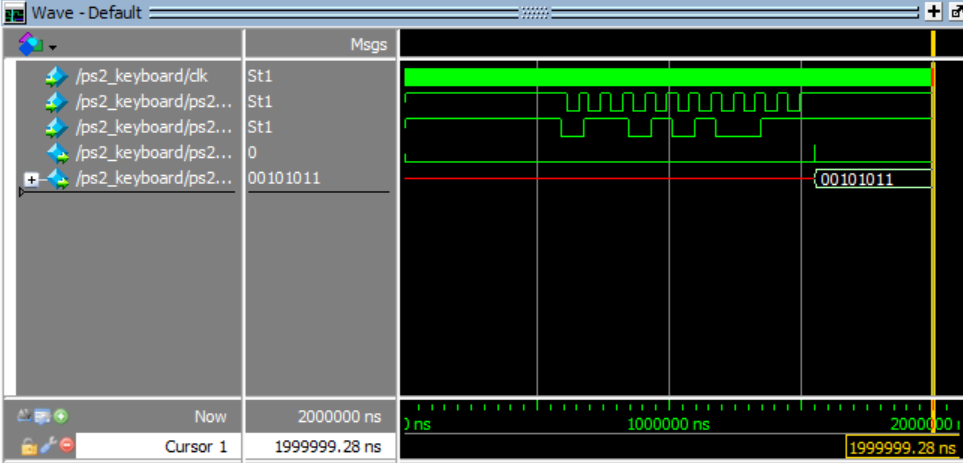 Wave - Default
Msgs
/ps2_keyboard/clk St1
/ps2_keyboard/ps2... St1
/ps2_keyboard/ps2... St1
/ps2_keyboard/ps2... 0
/ps2_keyboard/ps2... 00101011 00101011
Now 2000000 ns ) ns 1000000 ns 2000000 ı
Cursor 1 1999999.28 ns 1999999.28 ns